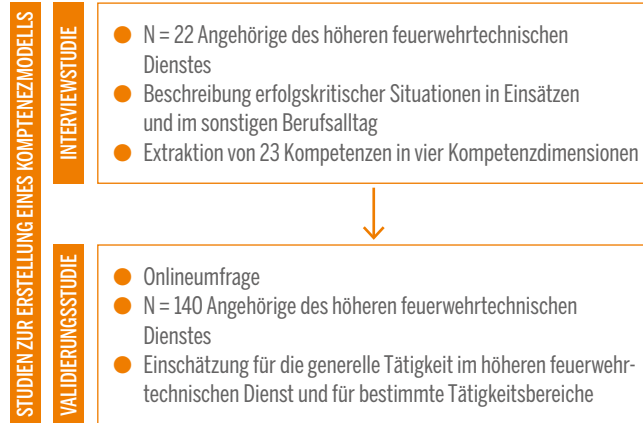 STUDIEN ZUR ERSTELLUNG EINES KOMPTENEZMODELLS
INTERVIEWSTUDIE
● N = 22 Angehörige des höheren feuerwehrtechnischen
Dienstes
● Beschreibung erfolgskritischer Situationen in Einsätzen
und im sonstigen Berufsalltag
● Extraktion von 23 Kompetenzen in vier Kompetenzdimensionen
VALIDIERUNGSSTUDIE
● Onlineumfrage
● N = 140 Angehörige des höheren feuerwehrtechnischen
Dienstes
● Einschätzung für die generelle Tätigkeit im höheren feuerwehr-
technischen Dienst und für bestimmte Tätigkeitsbereiche